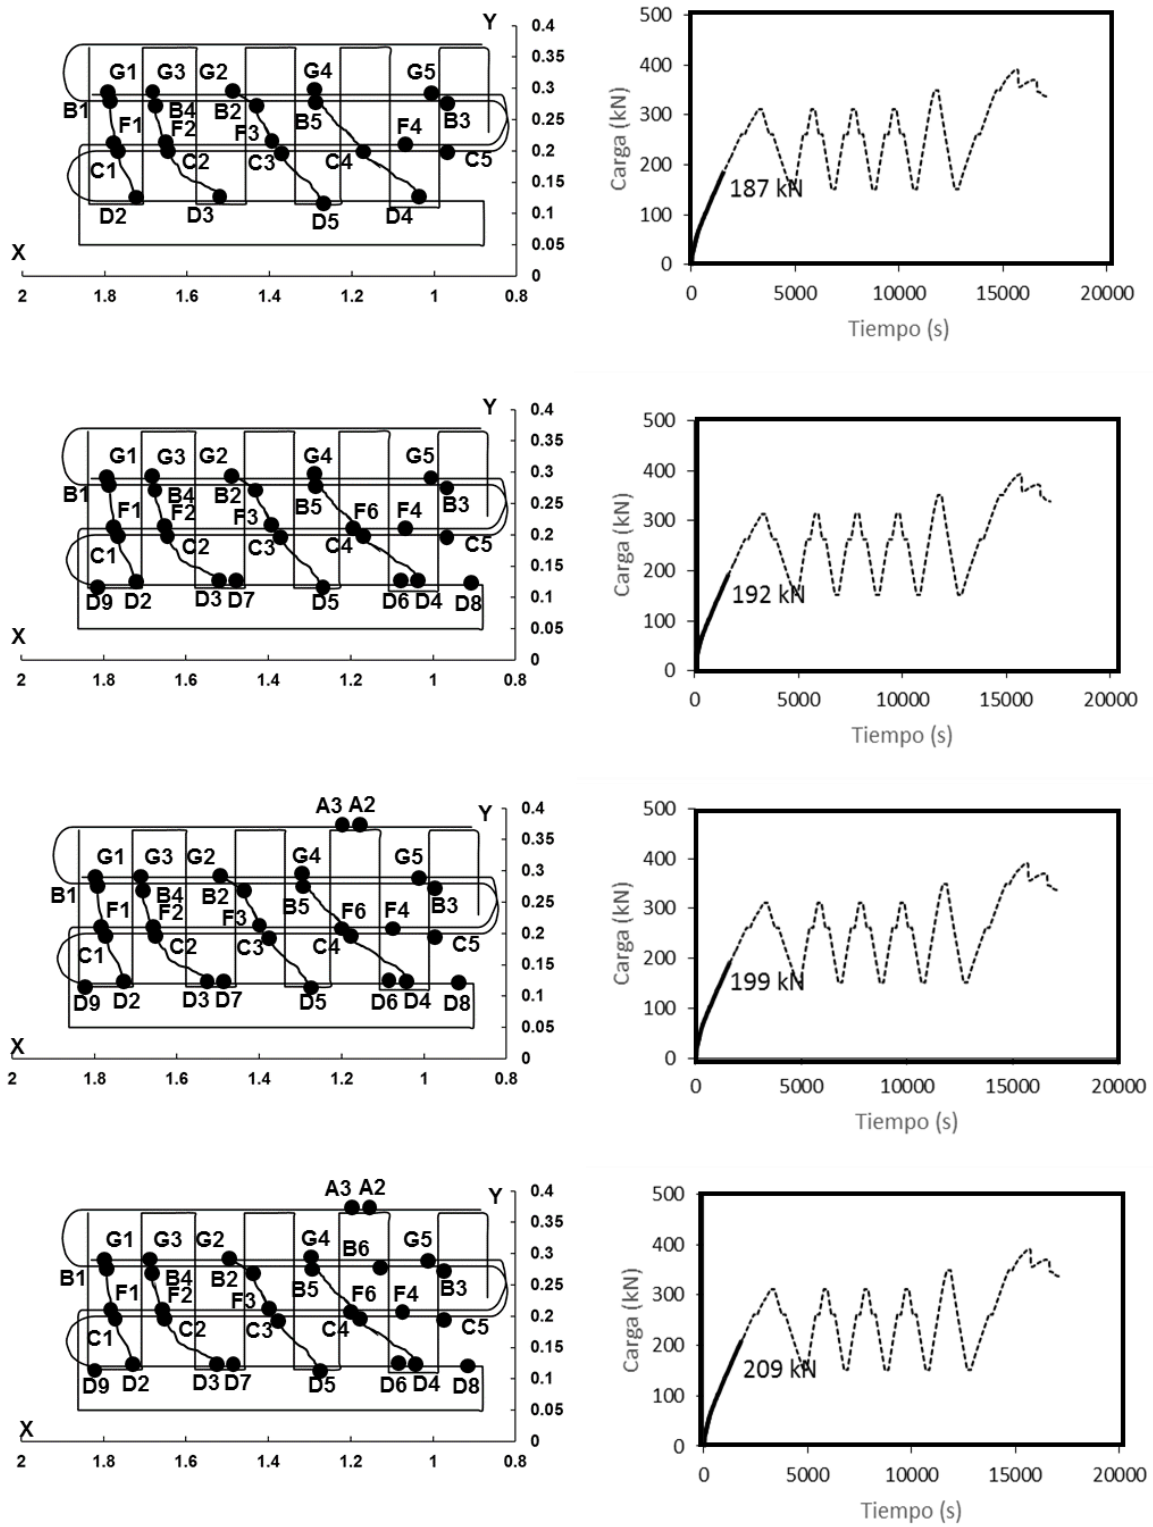 Y
0.4
0.35
0.3
0.25
0.2
0.15
0.1
0.05
0
G1 G3 G2 G4 G5
B1 B4 B2 B5 B3
F1 F2 F3 F4
C1 C2 C3 C4 C5
D2 D3 D5 D4
X
2 1.8 1.6 1.4 1.2 1 0.8
500
400
300
200
100
0
Carga (kN)
187 kN
0 5000 10000 15000 20000
Tiempo (s)
Y
0.4
0.35
0.3
0.25
0.2
0.15
0.1
0.05
0
G1 G3 G2 G4 G5
B1 B4 B2 B5 B3
F1 F2 F3 F6 F4
C1 C2 C3 C4 C5
D9 D2 D3 D7 D5 D6 D4 D8
X
2 1.8 1.6 1.4 1.2 1 0.8
500
400
300
200
100
0
Carga (kN)
192 kN
0 5000 10000 15000 20000
Tiempo (s)
A3 A2
Y
0.4
0.35
0.3
0.25
0.2
0.15
0.1
0.05
0
G1 G3 G2 G4 G5
B1 B4 B2 B5 B3
F1 F2 F3 F6 F4
C1 C2 C3 C4 C5
D9 D2 D3 D7 D5 D6 D4 D8
X
2 1.8 1.6 1.4 1.2 1 0.8
500
400
300
200
100
0
Carga (kN)
199 kN
0 5000 10000 15000 20000
Tiempo (s)
A3 A2
Y
0.4
0.35
0.3
0.25
0.2
0.15
0.1
0.05
0
G1 G3 G2 G4 B6 G5
B1 B4 B2 B5 B3
F1 F2 F3 F6 F4
C1 C2 C3 C4 C5
D9 D2 D3 D7 D5 D6 D4 D8
X
2 1.8 1.6 1.4 1.2 1 0.8
500
400
300
200
100
0
Carga (kN)
209 kN
0 5000 10000 15000 20000
Tiempo (s)